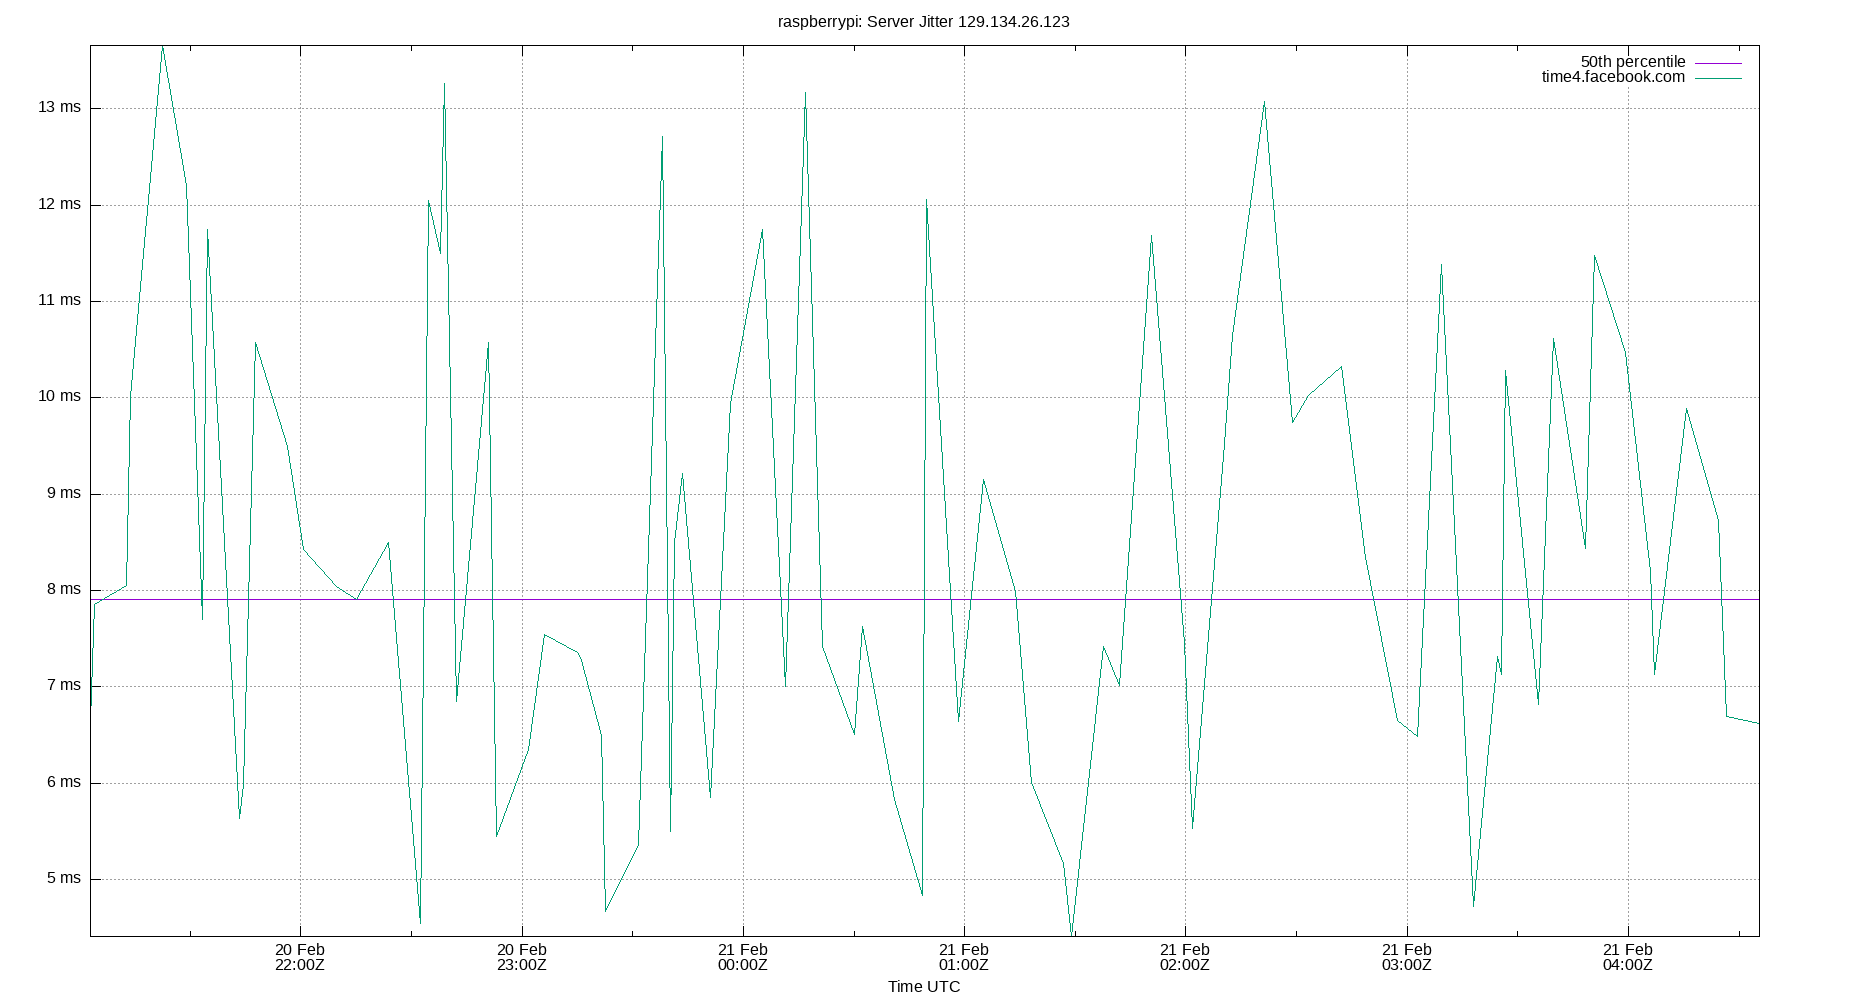 raspberrypi: Server Jitter 129.134.26.123
50th percentile
time4.facebook.com
13 ms
12 ms
11 ms
10 ms
9 ms
8 ms
7 ms
6 ms
5 ms
20 Feb 20 Feb 21 Feb 21 Feb 21 Feb 21 Feb 21 Feb
22:00Z 23:00Z 00:00Z 01:00Z 02:00Z 03:00Z 04:00Z
Time UTC